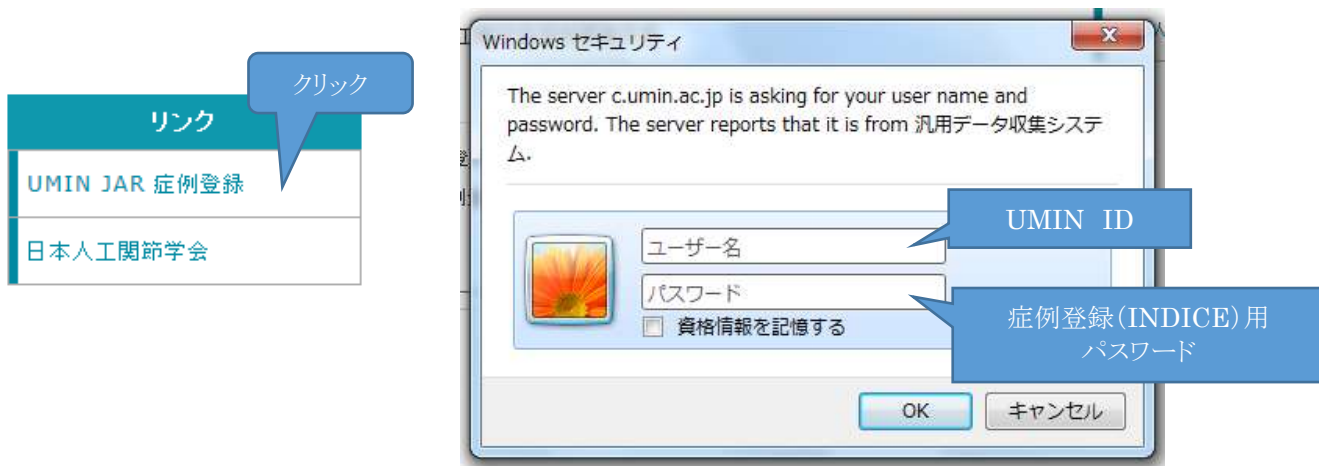 クリック
リンク
UMIN JAR 症例登録
日本人工関節学会
Windows セキュリティ
The server c.umin.ac.jp is asking for your user name and
password. The server reports that it is from 汎用データ収集システ
ム.
UMIN ID
ユーザー名
パスワード
資格情報を記憶する
症例登録(INDICE)用
パスワード
OK
キャンセル